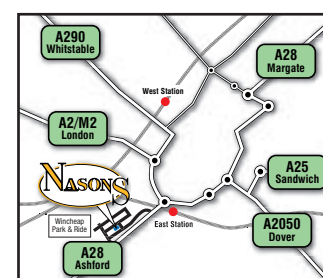 A290
Whitstable
A28
Margate
West Station
A2/M2
London
NASONS
A25
Sandwich
Wincheap
Park & Ride
East Station
A28
Ashford
A2050
Dover